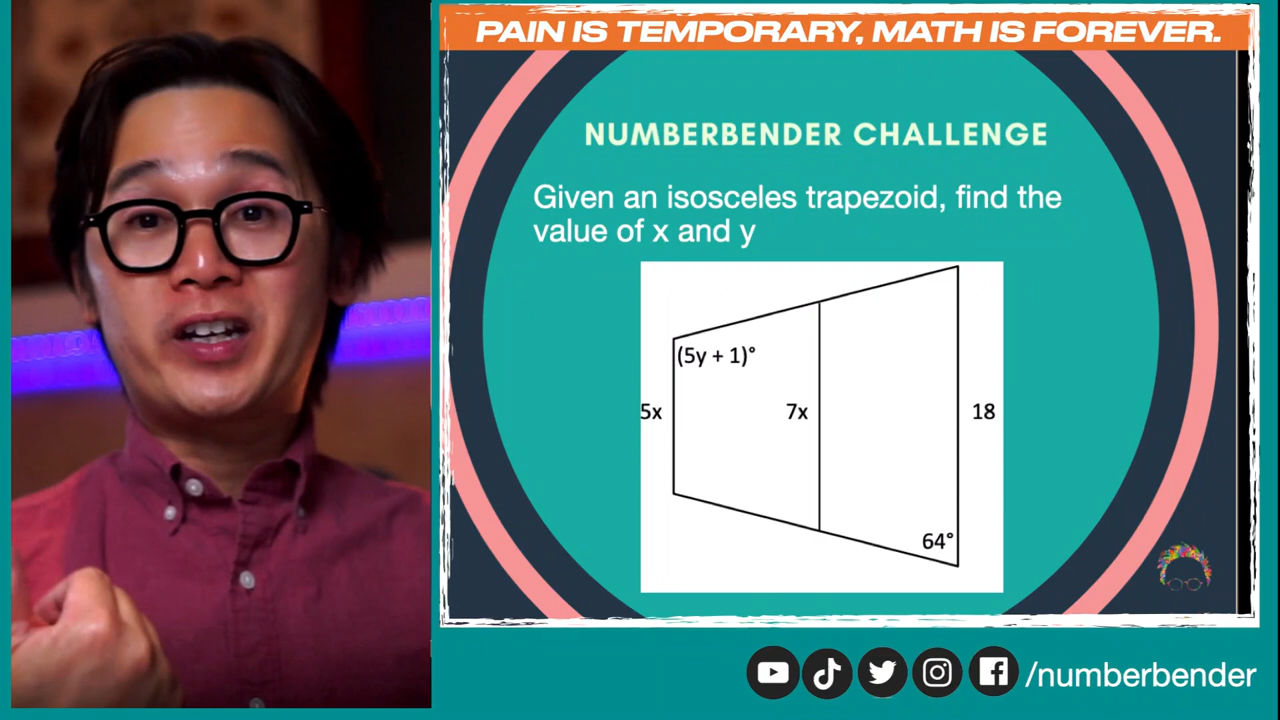 PAIN IS TEMPORARY, MATH IS FOREVER.
NUMBERBENDER CHALLENGE
Given an isosceles trapezoid, find the
value of x and y
(5y + 1)°
5x
7x
18
64°
/numberbender